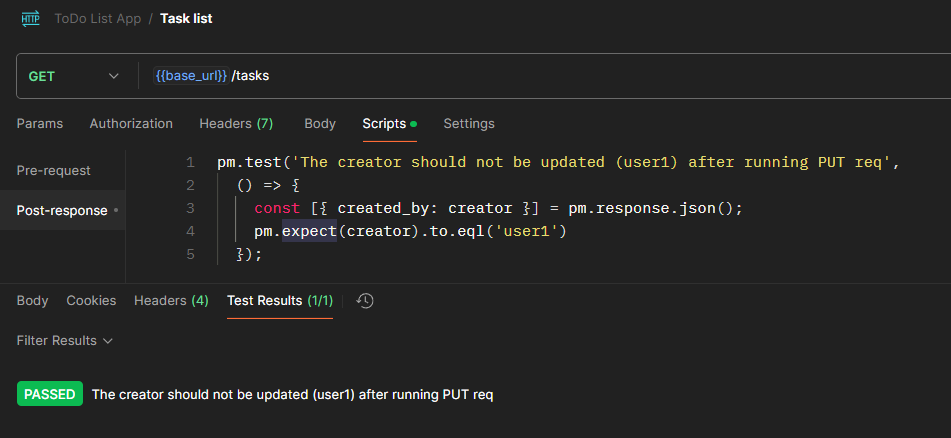 HTTP ToDo List App / Task list
GET {{base_url}}/tasks
Params Authorization Headers (7) Body Scripts Settings
Pre-request
Post-response
1 pm.test('The creator should not be updated (user1) after running PUT req',
2 () => {
3 const [{ created_by: creator }] = pm.response.json();
4 pm.expect(creator).to.eql('user1')
5 });
Body Cookies Headers (4) Test Results (1/1)
Filter Results
PASSED The creator should not be updated (user1) after running PUT req